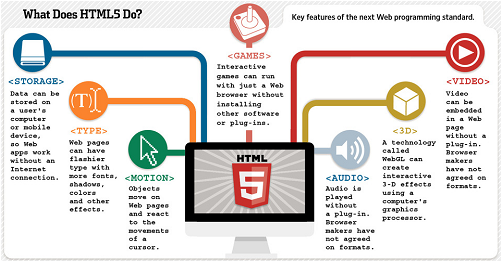 What Does HTML5 Do?
Key features of the next Web programming standard.
<STORAGE>
Data can be
stored on
a user's
computer
or mobile
device,
so Web
apps work
without an
Internet
connection.
T
<TYPE>
Web pages
can have
flashier
type with
more fonts,
shadows,
colors
and other
effects.
<MOTION>
Objects
move on
Web pages
and react
to the
movements
of a
cursor.
<GAMES>
Interactive
games can run
with just a Web
browser without
installing
other software
or plug-ins.
HTML
5
<AUDIO>
Audio is
played
without a
plug-in.
Browser
makers have
not agreed
on formats.
<3D>
A technology
called
WebGL can
create
interactive
3-D effects
using a
computer's
graphics
processor.
<VIDEO>
Video
can be
embedded
in a Web
page
without a
plug-in.
Browser
makers
have not
agreed on
formats.